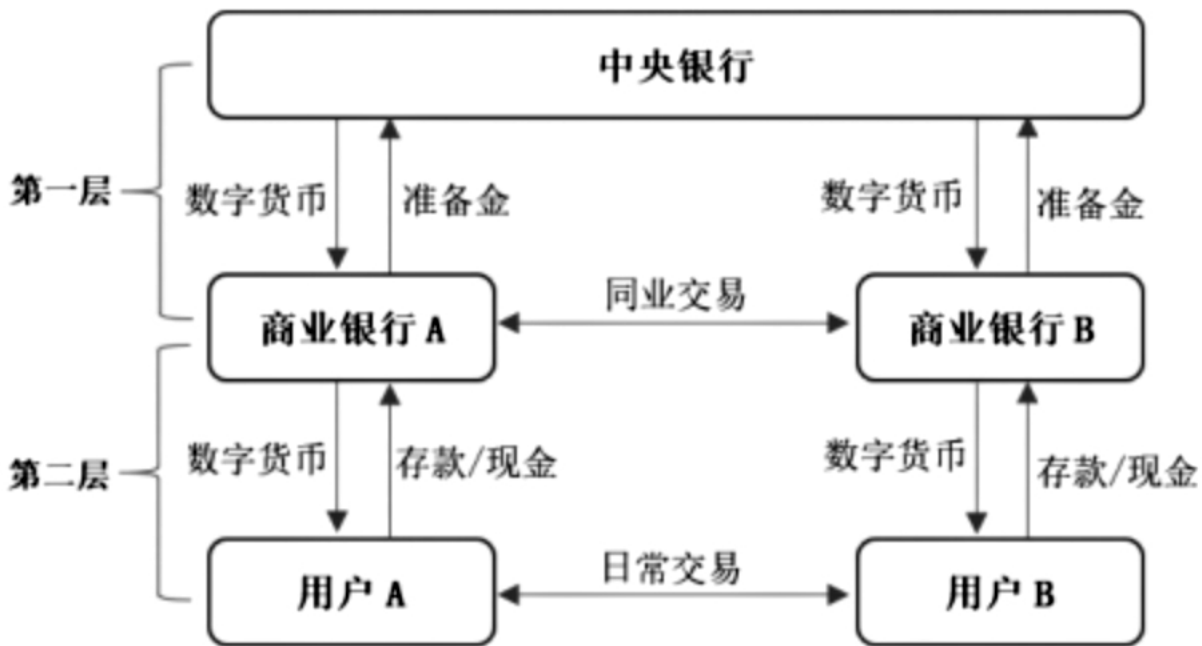 中央银行
第一层
数字货币
准备金
数字货币
准备金
同业交易
商业银行 A
商业银行 B
第二层
数字货币
存款/现金
数字货币
存款/现金
日常交易
用户 A
用户 B